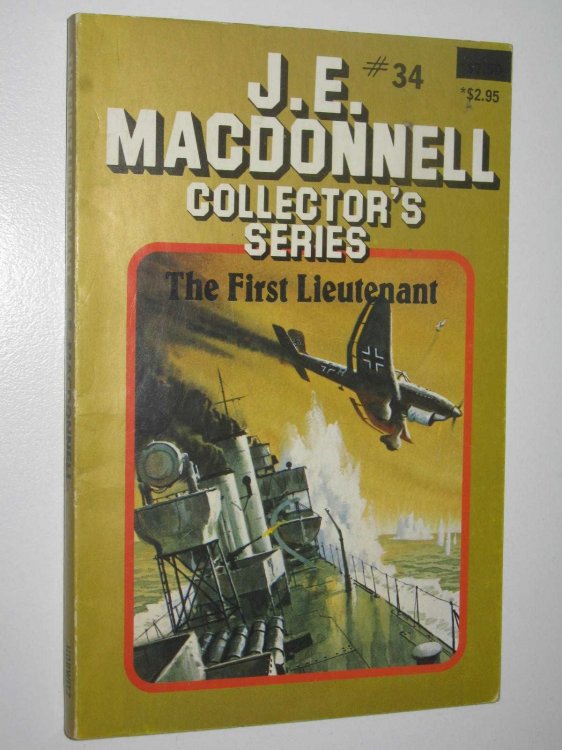 J.E.
#34
*$2.95
MACDONNELL
COLLECTOR'S
SERIES
The First Lieutenant